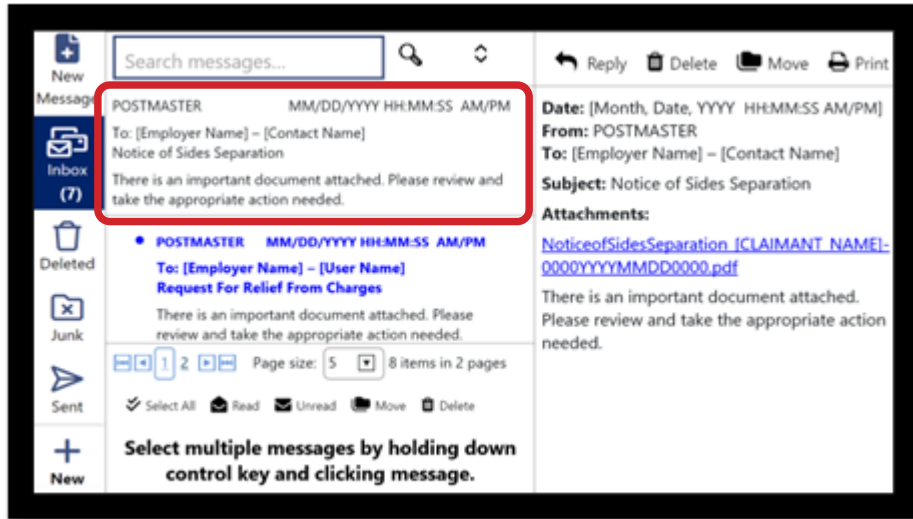 New
Message
Inbox
(7)
Deleted
Junk
Sent
New
Search messages...
POSTMASTER MM/DD/YYYY HH:MM:SS AM/PM
To: [Employer Name] – [Contact Name]
Notice of Sides Separation
There is an important document attached. Please review and
take the appropriate action needed.
POSTMASTER MM/DD/YYYY HH:MM:SS AM/PM
To: [Employer Name] – [User Name]
Request For Relief From Charges
There is an important document attached. Please
review and take the appropriate action needed.
1 2 Page size: 5 8 items in 2 pages
Select All Read Unread Move Delete
Select multiple messages by holding down
control key and clicking message.
Reply Delete Move Print
Date: [Month, Date, YYYY HH:MM:SS AM/PM]
From: POSTMASTER
To: [Employer Name] – [Contact Name]
Subject: Notice of Sides Separation
Attachments:
NoticeofSidesSeparation_[CLAIMANT NAME]-
0000YYYYMMDD0000.pdf
There is an important document attached.
Please review and take the appropriate action
needed.